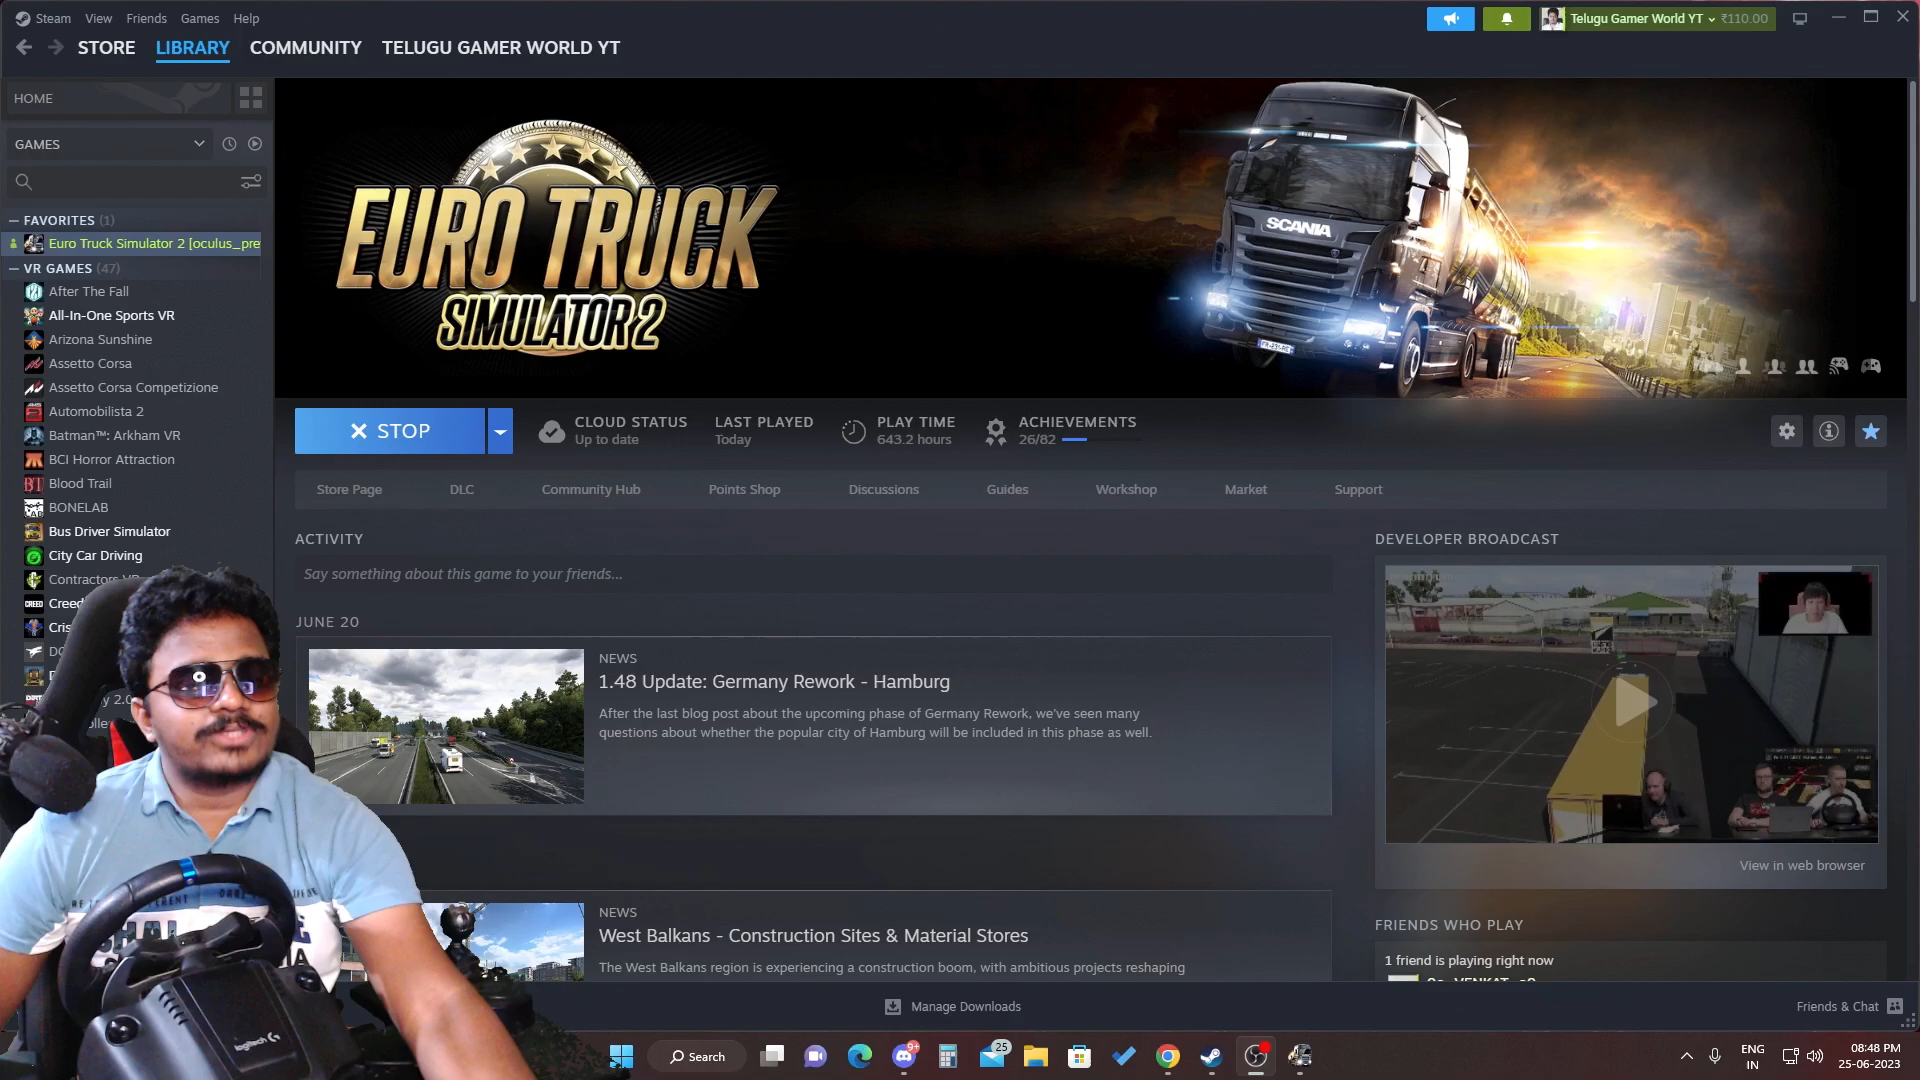 Steam View Friends Games Help
Telugu Gamer World YT ₹110.00
STORE LIBRARY COMMUNITY TELUGU GAMER WORLD YT
HOME
GAMES
FAVORITES (1)
Euro Truck Simulator 2 [oculus_pre
VR GAMES (47)
After The Fall
All-In-One Sports VR
Arizona Sunshine
Assetto Corsa
Assetto Corsa Competizione
Automobilista 2
Batman™: Arkham VR
BCI Horror Attraction
Blood Trail
BONELAB
Bus Driver Simulator
City Car Driving
Contractors VR
Creed
Cris
EURO TRUCK
SIMULATOR 2
SCANIA
STOP
CLOUD STATUS
Up to date
LAST PLAYED
Today
PLAY TIME
643.2 hours
ACHIEVEMENTS
26/82
Store Page DLC Community Hub Points Shop Discussions Guides Workshop Market Support
ACTIVITY
Say something about this game to your friends...
JUNE 20
NEWS
1.48 Update: Germany Rework - Hamburg
After the last blog post about the upcoming phase of Germany Rework, we've seen many
questions about whether the popular city of Hamburg will be included in this phase as well.
NEWS
West Balkans - Construction Sites & Material Stores
The West Balkans region is experiencing a construction boom, with ambitious projects reshaping
DEVELOPER BROADCAST
View in web browser
FRIENDS WHO PLAY
1 friend is playing right now
logitech G
Manage Downloads
Friends & Chat
Search
9+
25
ENG
IN
08:48 PM
25-06-2023